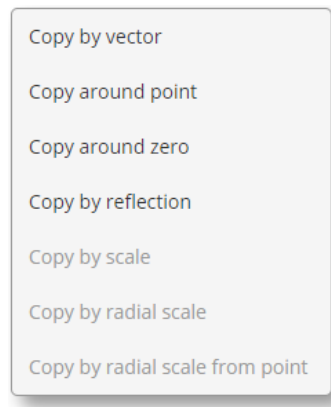 Copy by vector
Copy around point
Copy around zero
Copy by reflection
Copy by scale
Copy by radial scale
Copy by radial scale from point